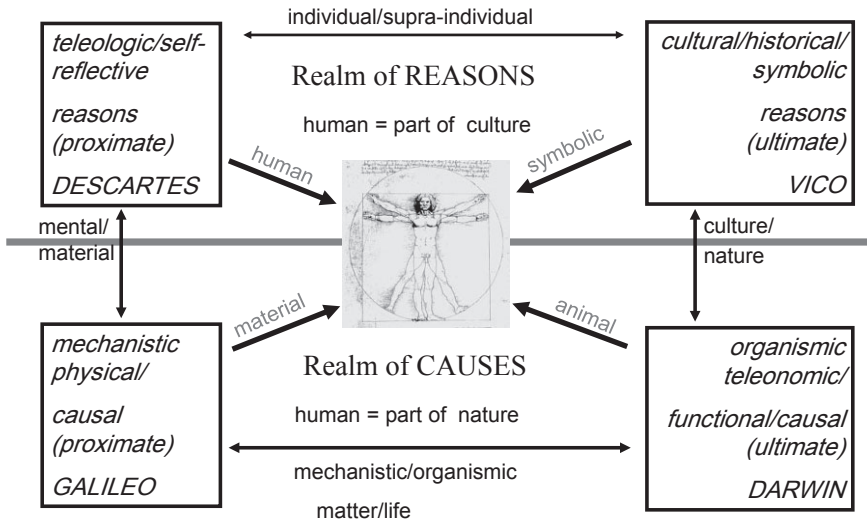 individual/supra-individual
teleologic/self-
reflective
reasons
(proximate)
DESCARTES
Realm of REASONS
human = part of culture
cultural/historical/
symbolic
reasons
(ultimate)
VICO
human
symbolic
mental/
material
culture/
nature
material
animal
mechanistic
physical/
causal
(proximate)
GALILEO
Realm of CAUSES
human = part of nature
mechanistic/organismic
matter/life
organismic
teleonomic/
functional/causal
(ultimate)
DARWIN